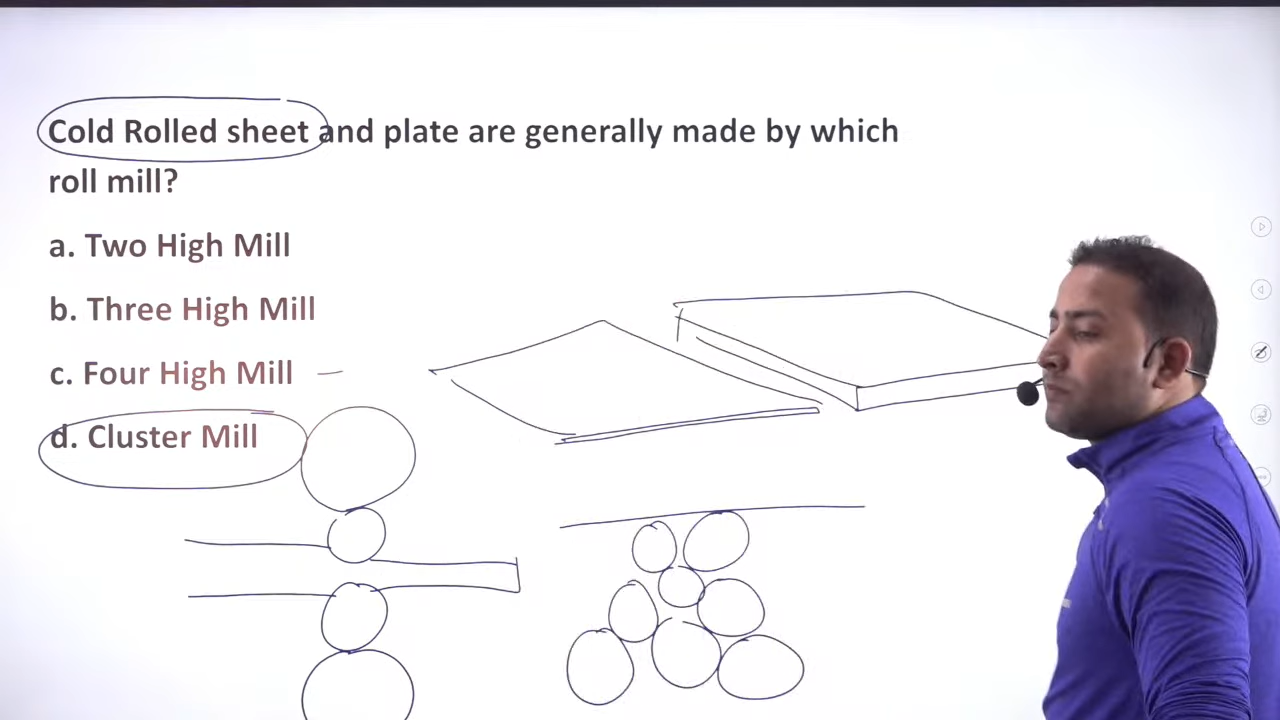 Cold Rolled sheet and plate are generally made by which
roll mill?
a. Two High Mill
b. Three High Mill
c. Four High Mill
d. Cluster Mill